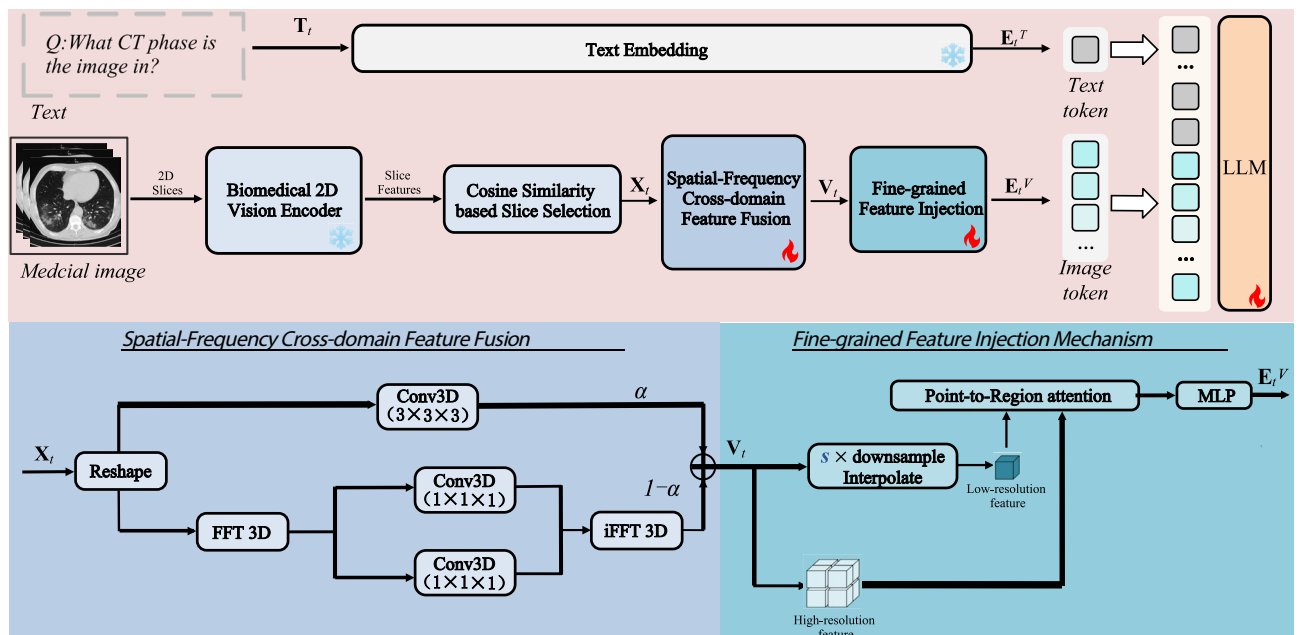 Q:What CT phase is
the image in?
Text
T_t
Text Embedding
E_t^T
Text
token
...
...
LLM
2D
Slices
Biomedical 2D
Vision Encoder
Slice
Features
Cosine Similarity
based Slice Selection
X_t
Spatial-Frequency
Cross-domain
Feature Fusion
V_t
Fine-grained
Feature Injection
E_t^V
...
Image
token
Medcial image
Spatial-Frequency Cross-domain Feature Fusion
X_t
Reshape
Conv3D
(3×3×3)
α
FFT 3D
Conv3D
(1×1×1)
Conv3D
(1×1×1)
iFFT 3D
1−α
Fine-grained Feature Injection Mechanism
V_t
s × downsample
Interpolate
Low-resolution
feature
High-resolution
feature
Point-to-Region attention
MLP
E_t^V